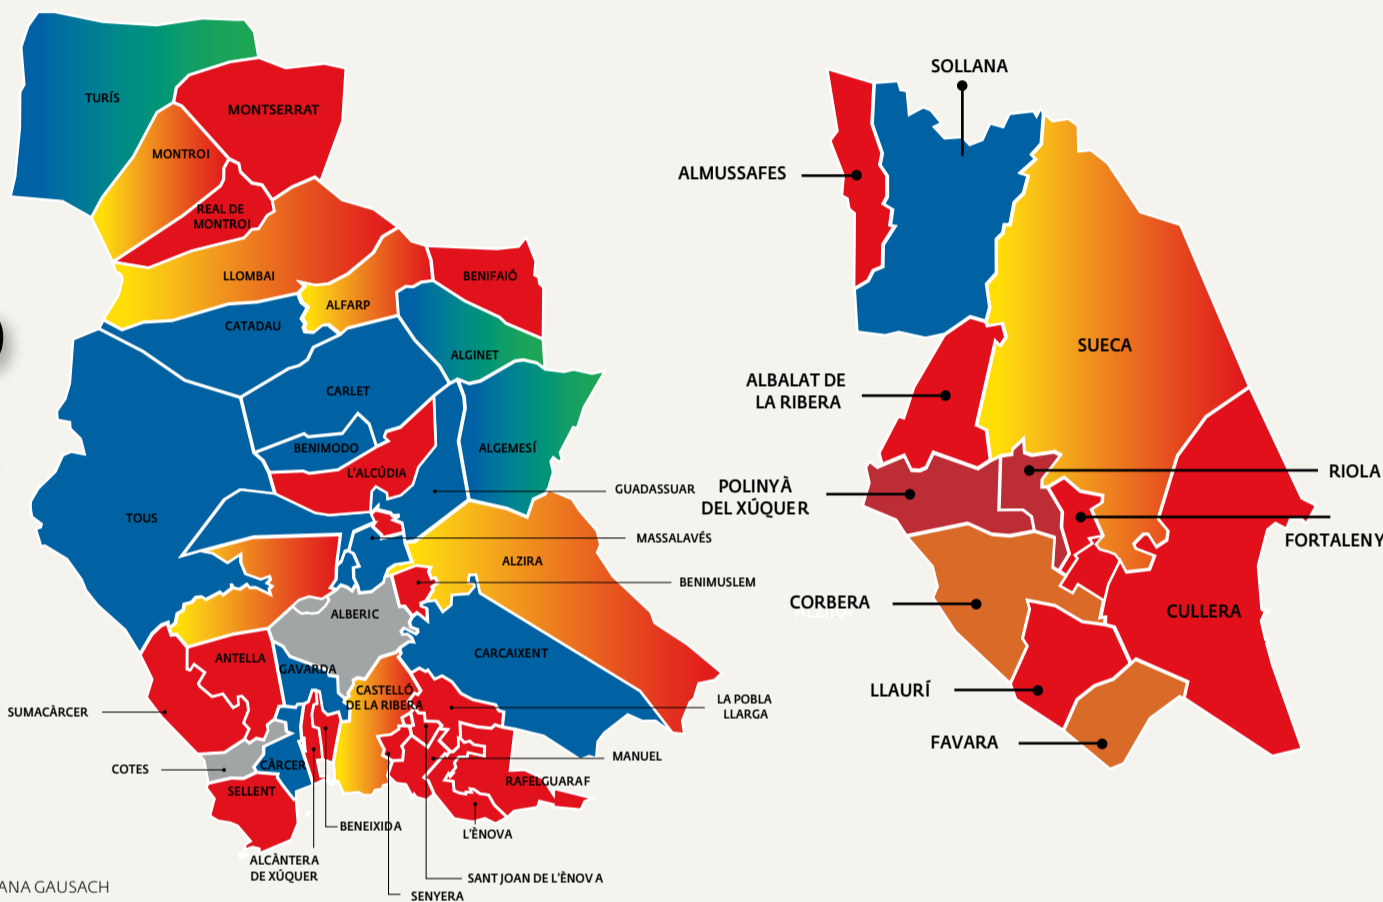 TURÍS
MONTSERRAT
MONTROI
REAL DE
MONTROI
LLOMBAI
BENIFAIÓ
ALFARP
CATADAU
ALGINET
CARLET
BENIMODO
ALGEMESÍ
L'ALCÚDIA
GUADASSUAR
TOUS
MASSALAVÉS
ALZIRA
BENIMUSLEM
ALBERIC
CARCAIXENT
ANTELLA
GAVARDA
CASTELLÓ
DE LA RIBERA
LA POBLA
LLARGA
SUMACÀRCER
MANUEL
COTES
CÀRCER
SELLENT
RAFELGUARAF
BENEIXIDA
L'ÈNOVA
ALCÀNTERA
DE XÚQUER
SANT JOAN DE L'ÈNOVA
SENYERA
ANA GAUSACH
SOLLANA
ALMUSSAFES
SUECA
ALBALAT DE
LA RIBERA
RIOLA
POLINYÀ
DEL XÚQUER
FORTALENY
CORBERA
CULLERA
LLAURÍ
FAVARA